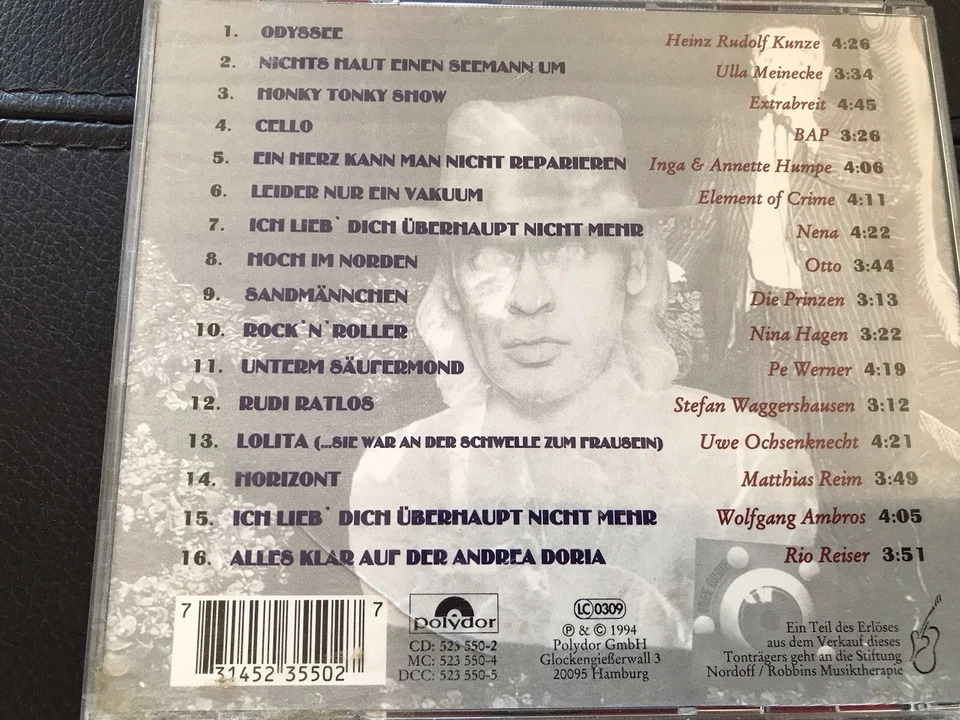 1. ODYSSEE Heinz Rudolf Kunze 4:26
2. NICHTS HAUT EINEN SEEMANN UM Ulla Meinecke 3:34
3. HONKY TONKY SHOW Extrabreit 4:45
4. CELLO BAP 3:26
5. EIN HERZ KANN MAN NICHT REPARIEREN Inga & Annette Humpe 4:06
6. LEIDER NUR EIN VAKUUM Element of Crime 4:11
7. ICH LIEB` DICH ÜBERHAUPT NICHT MEHR Nena 4:22
8. HOCH IM NORDEN Otto 3:44
9. SANDMÄNNCHEN Die Prinzen 3:13
10. ROCK`N`ROLLER Nina Hagen 3:22
11. UNTERM SÄUFERMOND Pe Werner 4:19
12. RUDI RATLOS Stefan Waggershausen 3:12
13. LOLITA (...SIE WAR AN DER SCHWELLE ZUM FRAUSEIN) Uwe Ochsenknecht 4:21
14. HORIZONT Matthias Reim 3:49
15. ICH LIEB` DICH ÜBERHAUPT NICHT MEHR Wolfgang Ambros 4:05
16. ALLES KLAR AUF DER ANDREA DORIA Rio Reiser 3:51
7 31452 35502 7
polydor
CD: 523 550-2
MC: 523 550-4
DCC: 523 550-5
LC 0309
℗ & © 1994
Polydor GmbH
Glockengießerwall 3
20095 Hamburg
Ein Teil des Erlöses
aus dem Verkauf dieses
Tonträgers geht an die Stiftung
Nordoff / Robbins Musiktherapie